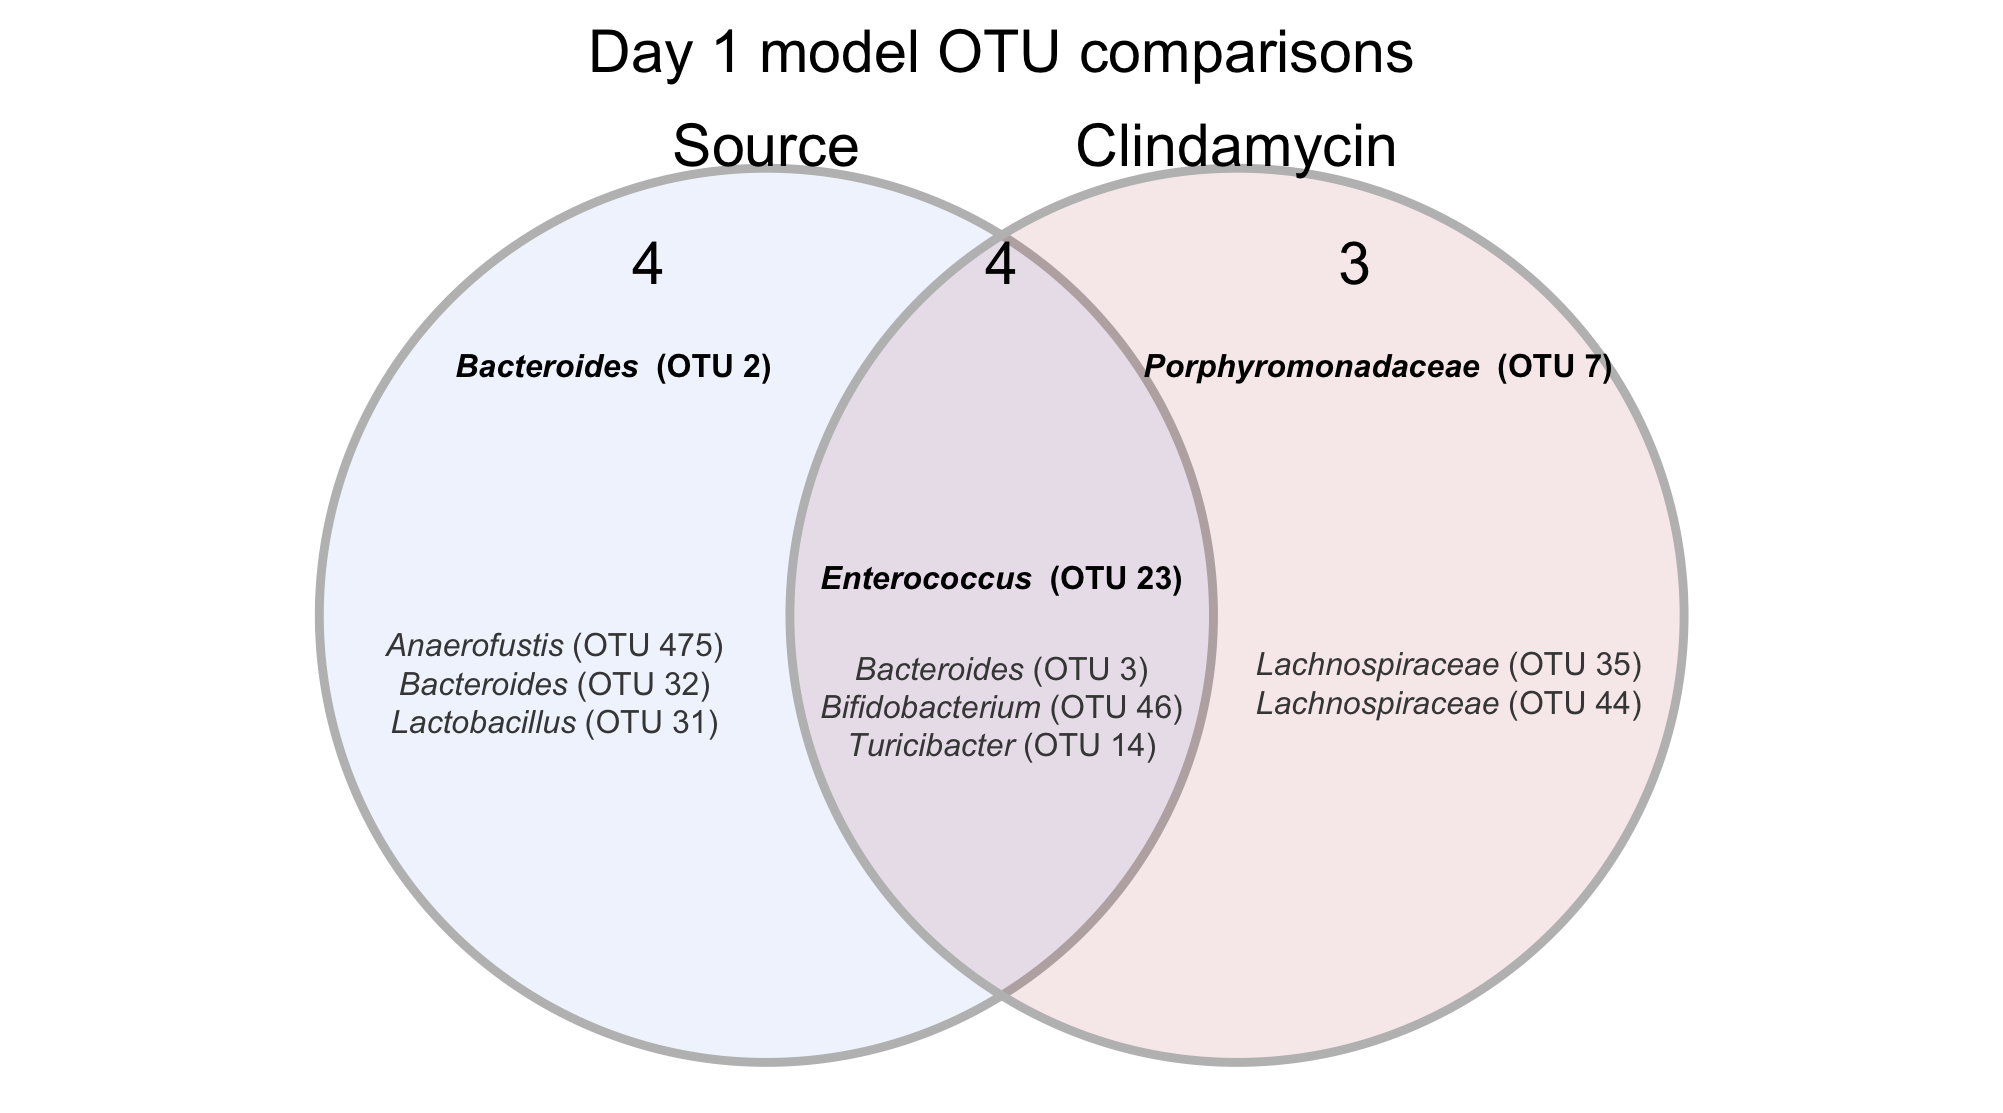 Day 1 model OTU comparisons
Source
Clindamycin
4
4
3
Bacteroides (OTU 2)
Porphyromonadaceae (OTU 7)
Enterococcus (OTU 23)
Anaerofustis (OTU 475)
Bacteroides (OTU 32)
Lactobacillus (OTU 31)
Bacteroides (OTU 3)
Bifidobacterium (OTU 46)
Turicibacter (OTU 14)
Lachnospiraceae (OTU 35)
Lachnospiraceae (OTU 44)